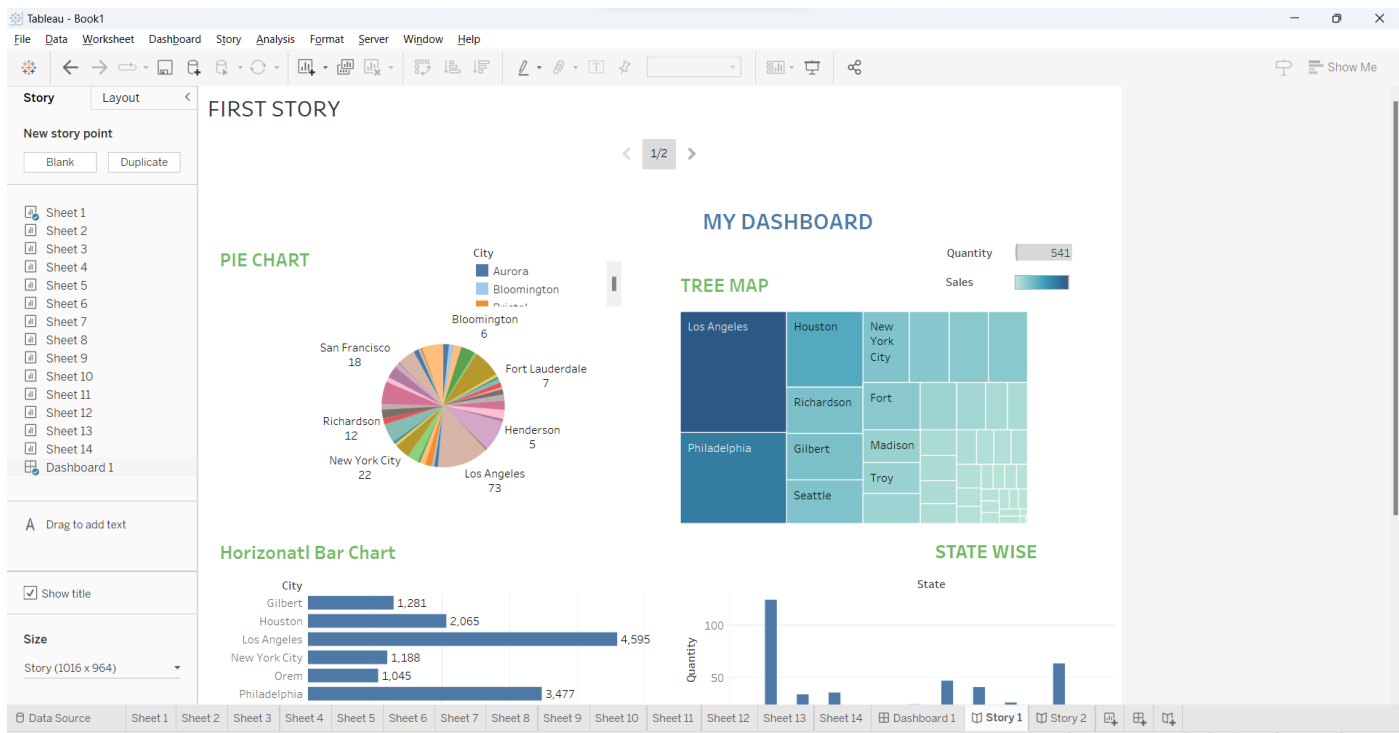 Tableau - Book1
File Data Worksheet Dashboard Story Analysis Format Server Window Help
Show Me
Story Layout
New story point
Blank Duplicate
Sheet 1
Sheet 2
Sheet 3
Sheet 4
Sheet 5
Sheet 6
Sheet 7
Sheet 8
Sheet 9
Sheet 10
Sheet 11
Sheet 12
Sheet 13
Sheet 14
Dashboard 1
A Drag to add text
Show title
Size
Story (1016 x 964)
FIRST STORY
1/2
MY DASHBOARD
PIE CHART
City
Aurora
Bloomington
Bristol
Bloomington
6
San Francisco
18
Fort Lauderdale
7
Richardson
12
Henderson
5
New York City
22
Los Angeles
73
Quantity 541
Sales
TREE MAP
Los Angeles
Houston
New
York
City
Richardson
Fort
Philadelphia
Gilbert
Madison
Troy
Seattle
Horizonatl Bar Chart
City
Gilbert 1,281
Houston 2,065
Los Angeles 4,595
New York City 1,188
Orem 1,045
Philadelphia 3,477
STATE WISE
State
Quantity
100
50
Data Source Sheet 1 Sheet 2 Sheet 3 Sheet 4 Sheet 5 Sheet 6 Sheet 7 Sheet 8 Sheet 9 Sheet 10 Sheet 11 Sheet 12 Sheet 13 Sheet 14 Dashboard 1 Story 1 Story 2